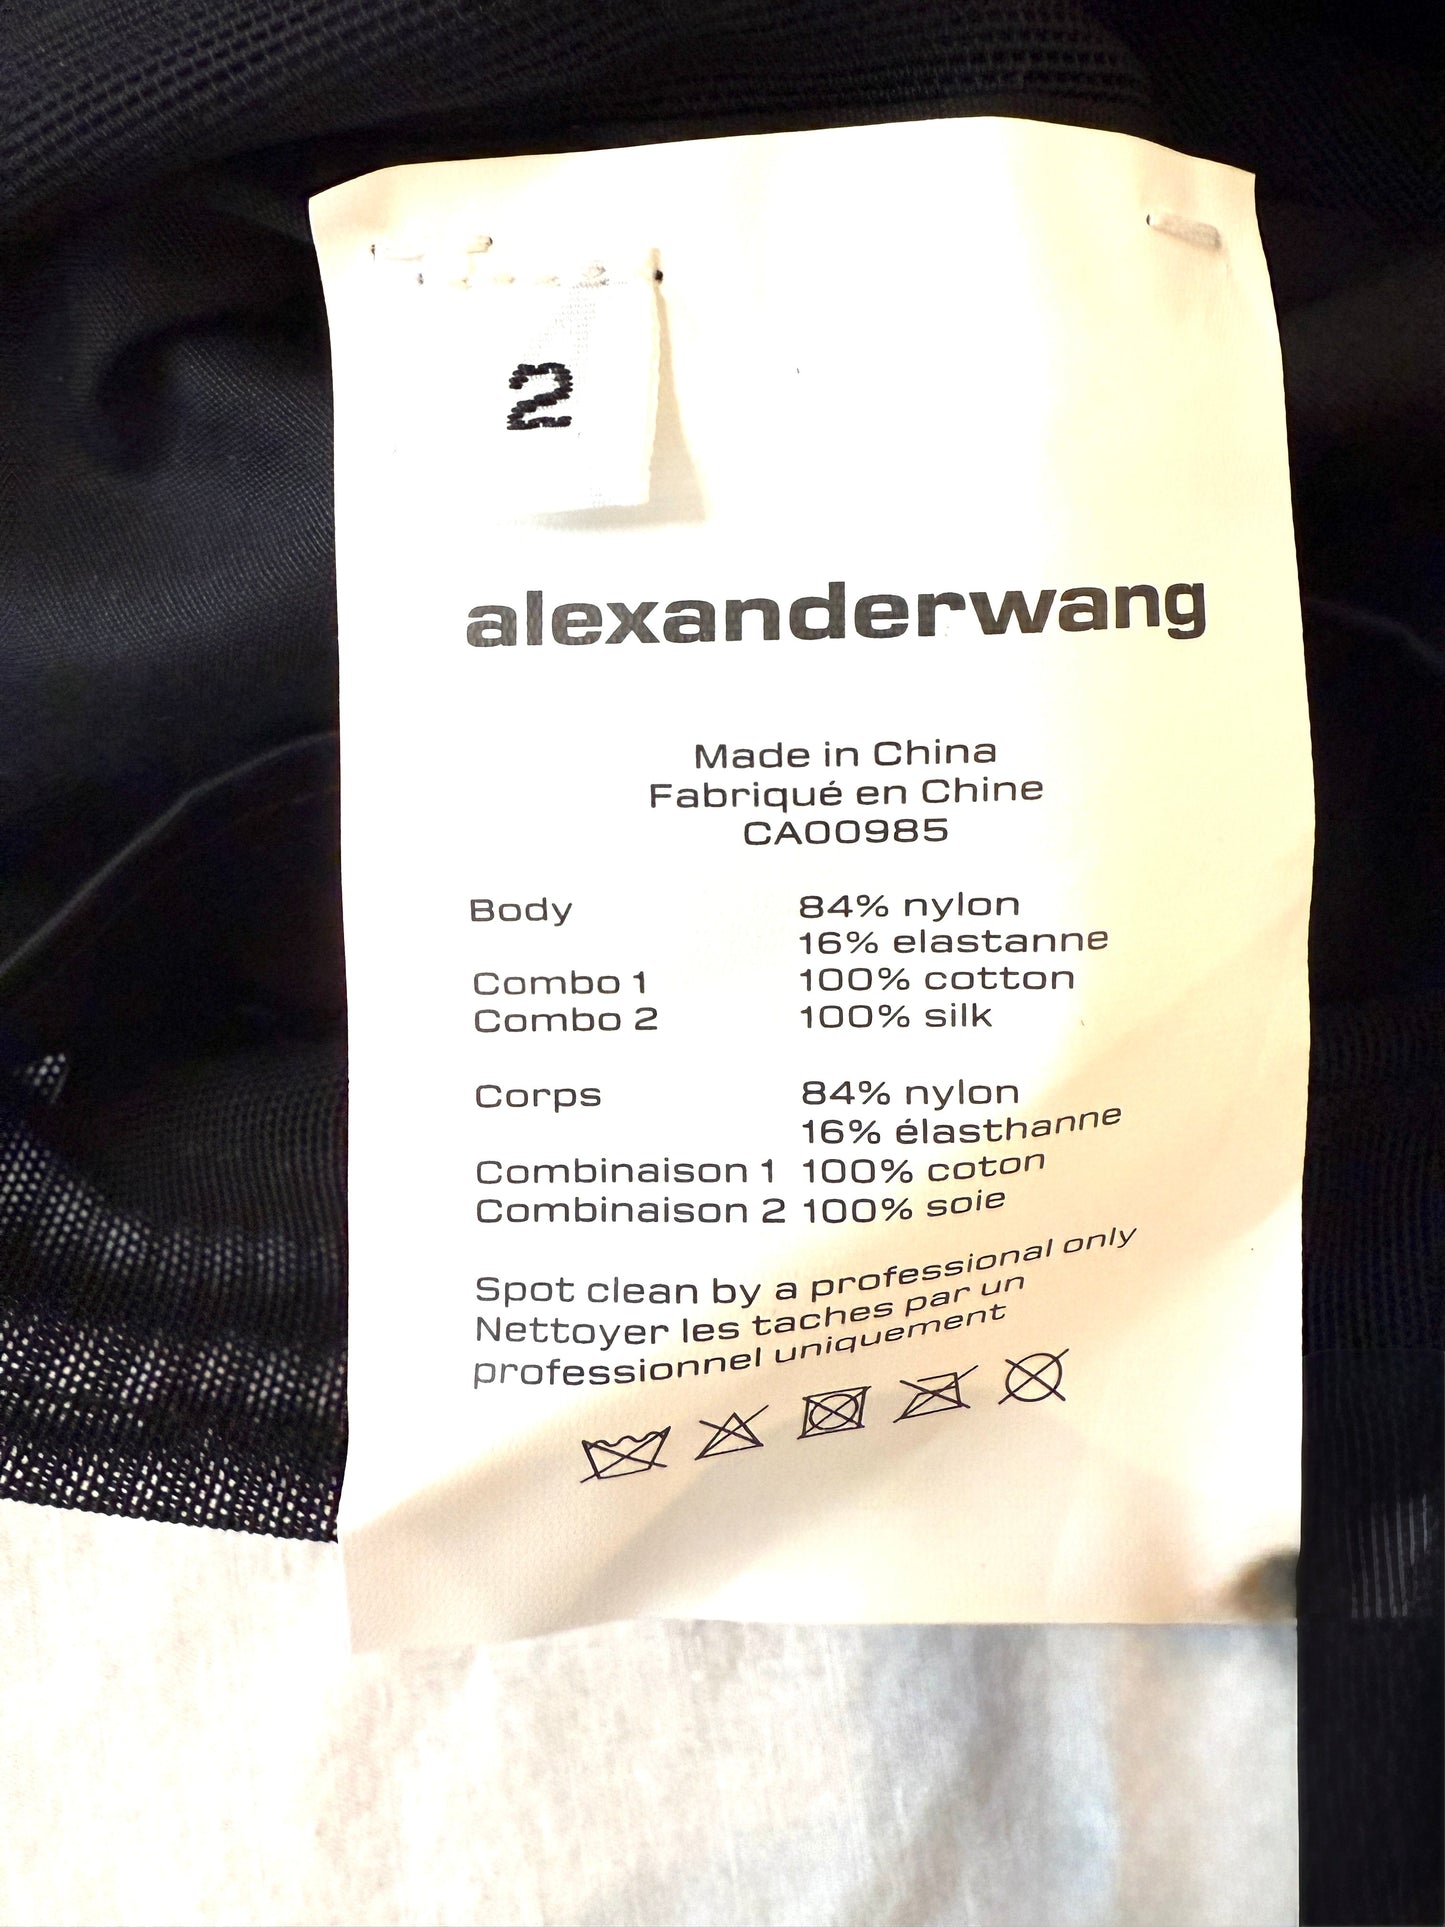 2
alexanderwang
Made in China
Fabriqué en Chine
CA00985
Body 84% nylon
16% elastanne
Combo 1 100% cotton
Combo 2 100% silk
Corps 84% nylon
16% élasthanne
Combinaison 1 100% coton
Combinaison 2 100% soie
Spot clean by a professional only
Nettoyer les taches par un
professionnel uniquement